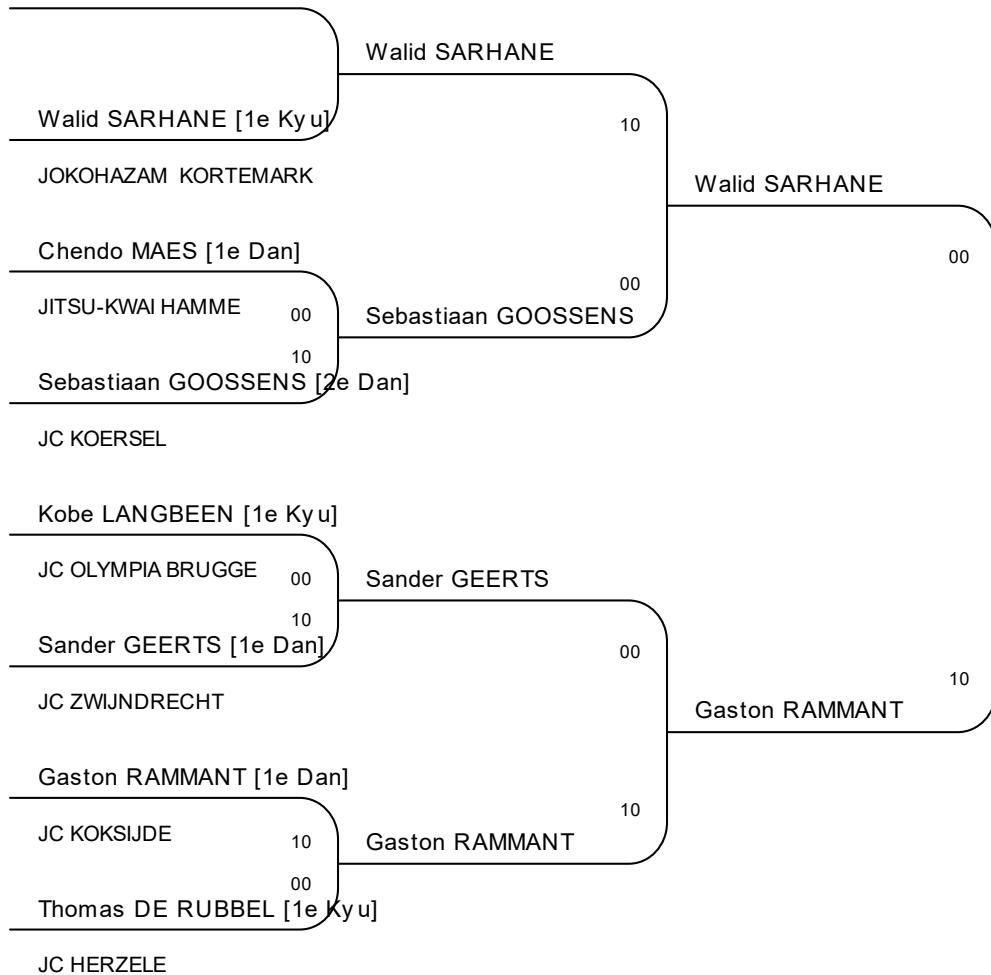 Walid SARHANE
Walid SARHANE [1e Kyu]
10
JOKOHAZAM KORTEMARK
Walid SARHANE
Chendo MAES [1e Dan]
00
JITSU-KWAI HAMME
00
00
Sebastiaan GOOSSENS
10
Sebastiaan GOOSSENS [2e Dan]
JC KOERSEL
Kobe LANGBEEN [1e Kyu]
JC OLYMPIA BRUGGE
00
Sander GEERTS
10
Sander GEERTS [1e Dan]
00
10
JC ZWIJNDRECHT
Gaston RAMMANT
Gaston RAMMANT [1e Dan]
10
JC KOKSIJDE
10
Gaston RAMMANT
00
Thomas DE RUBBEL [1e Kyu]
JC HERZELE